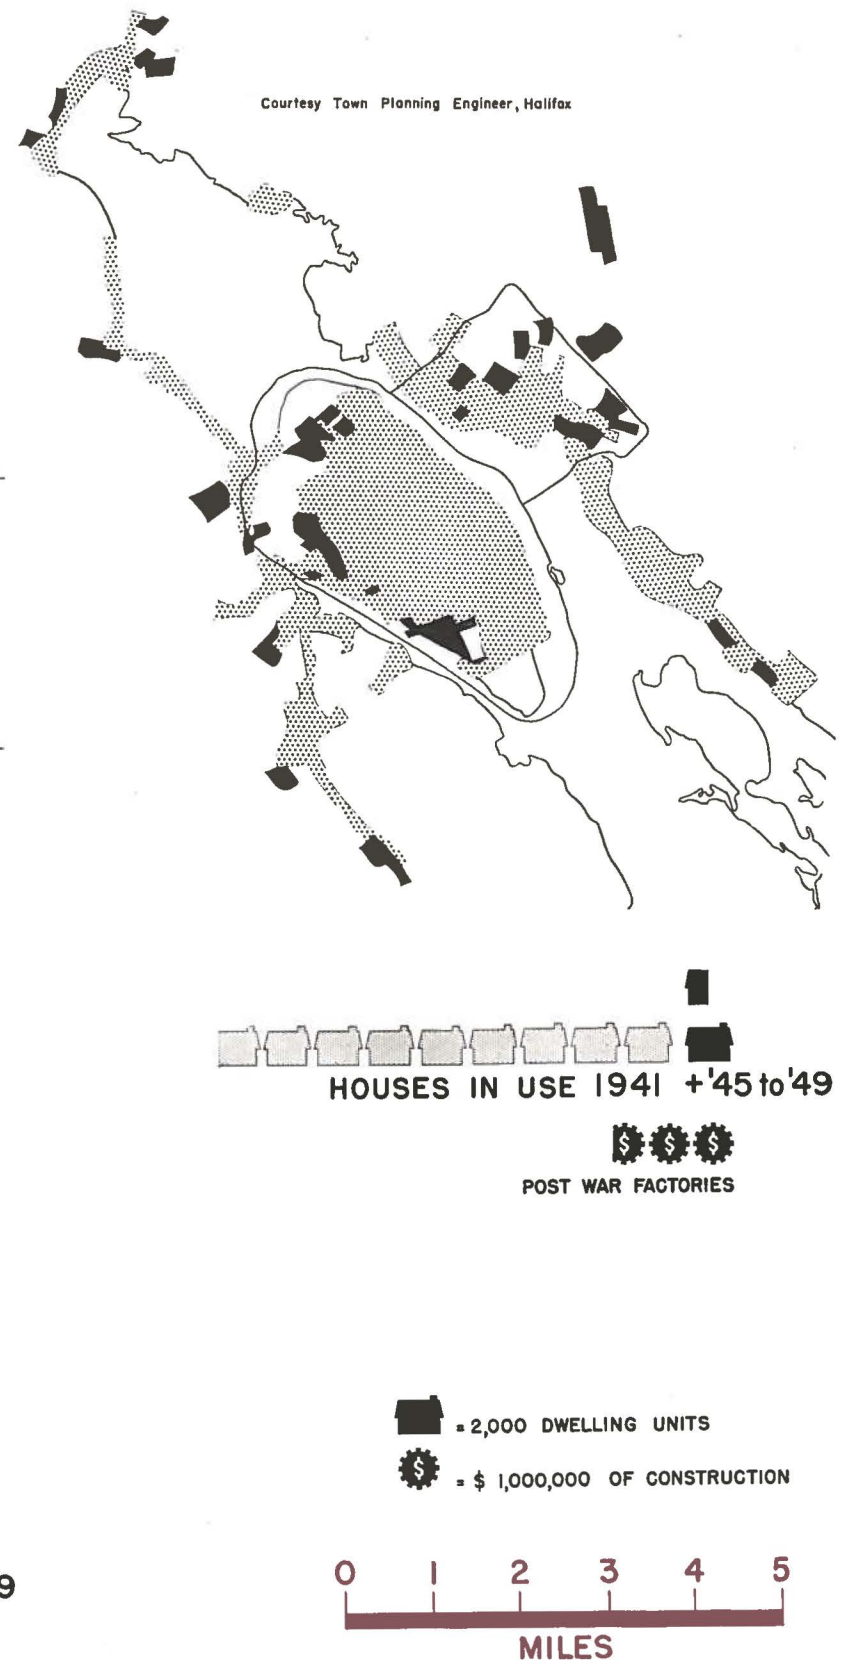 Courtesy Town Planning Engineer, Halifax
HOUSES IN USE 1941 +'45 to '49
$ $ $
POST WAR FACTORIES
= 2,000 DWELLING UNITS
$ = $ 1,000,000 OF CONSTRUCTION
9
0 1 2 3 4 5
MILES